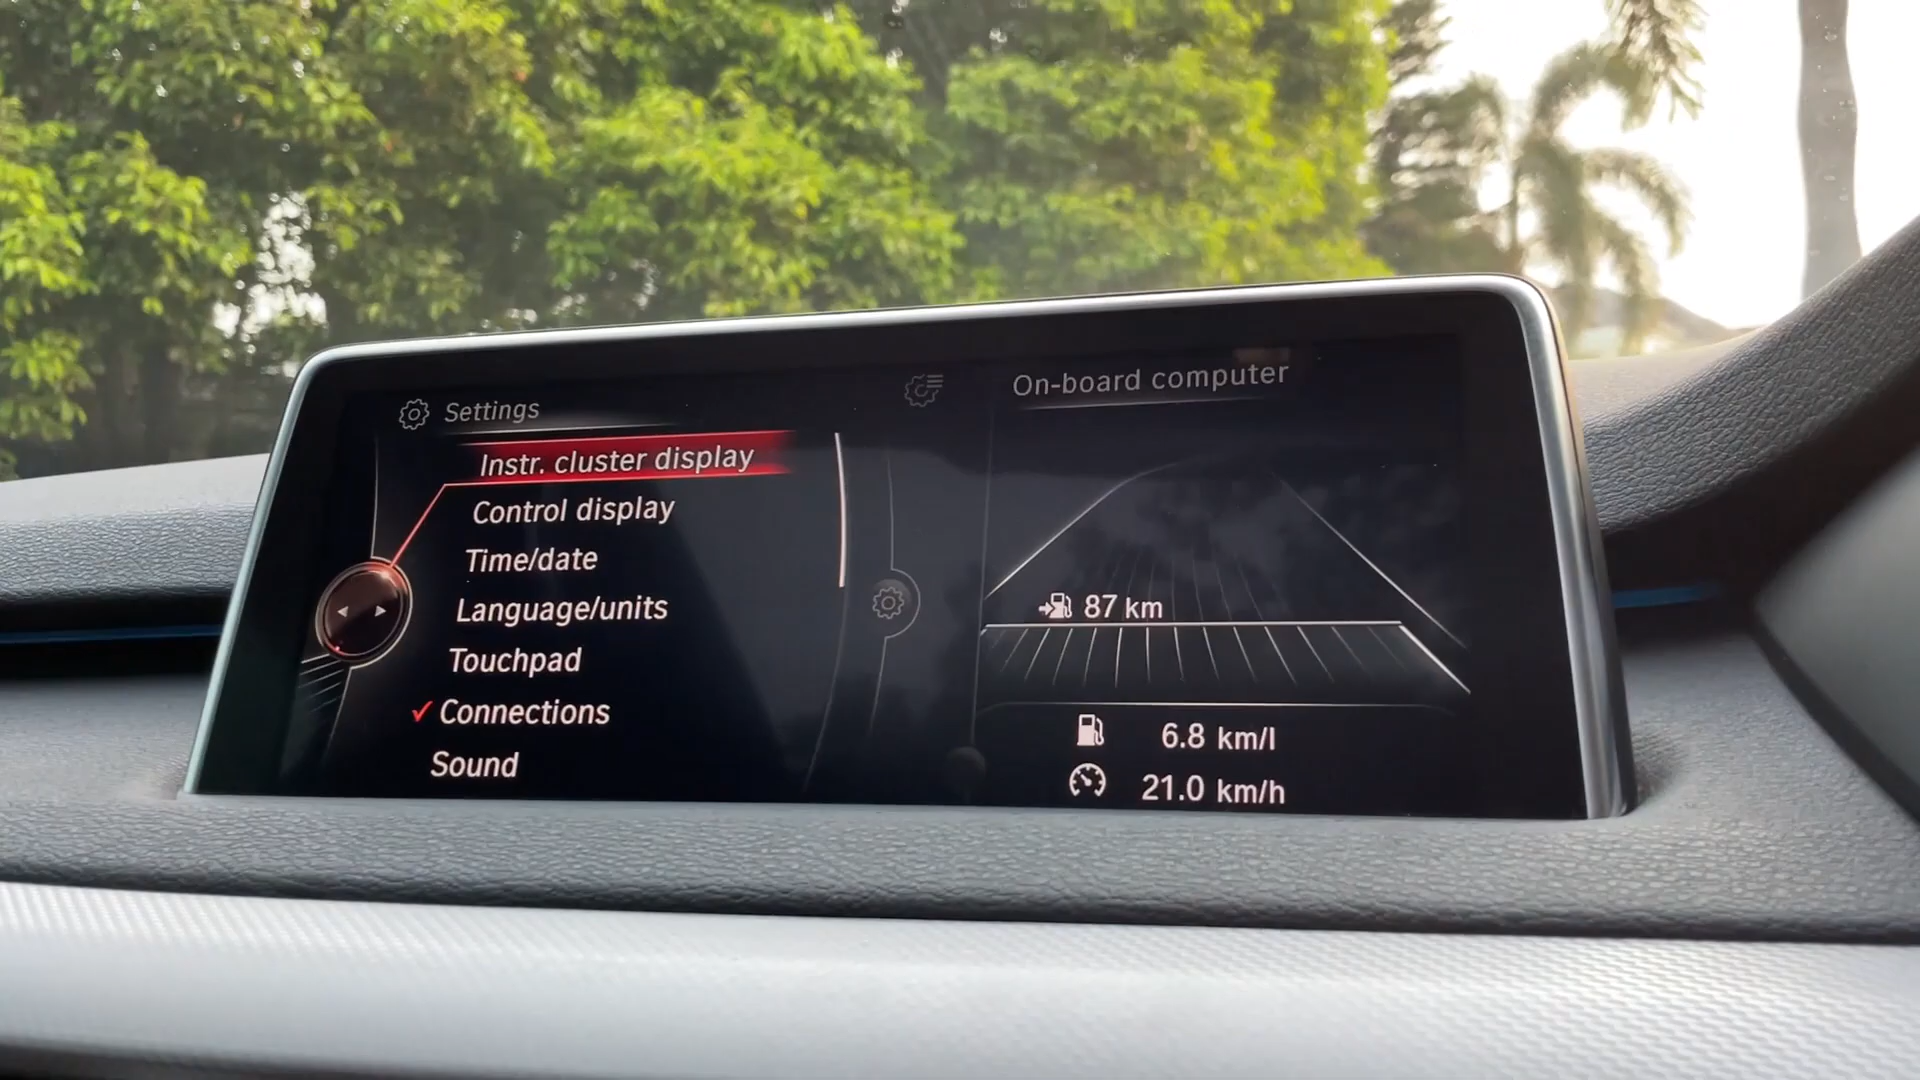 Settings
Instr. cluster display
Control display
Time/date
Language/units
Touchpad
Connections
Sound
On-board computer
87 km
6.8 km/l
21.0 km/h